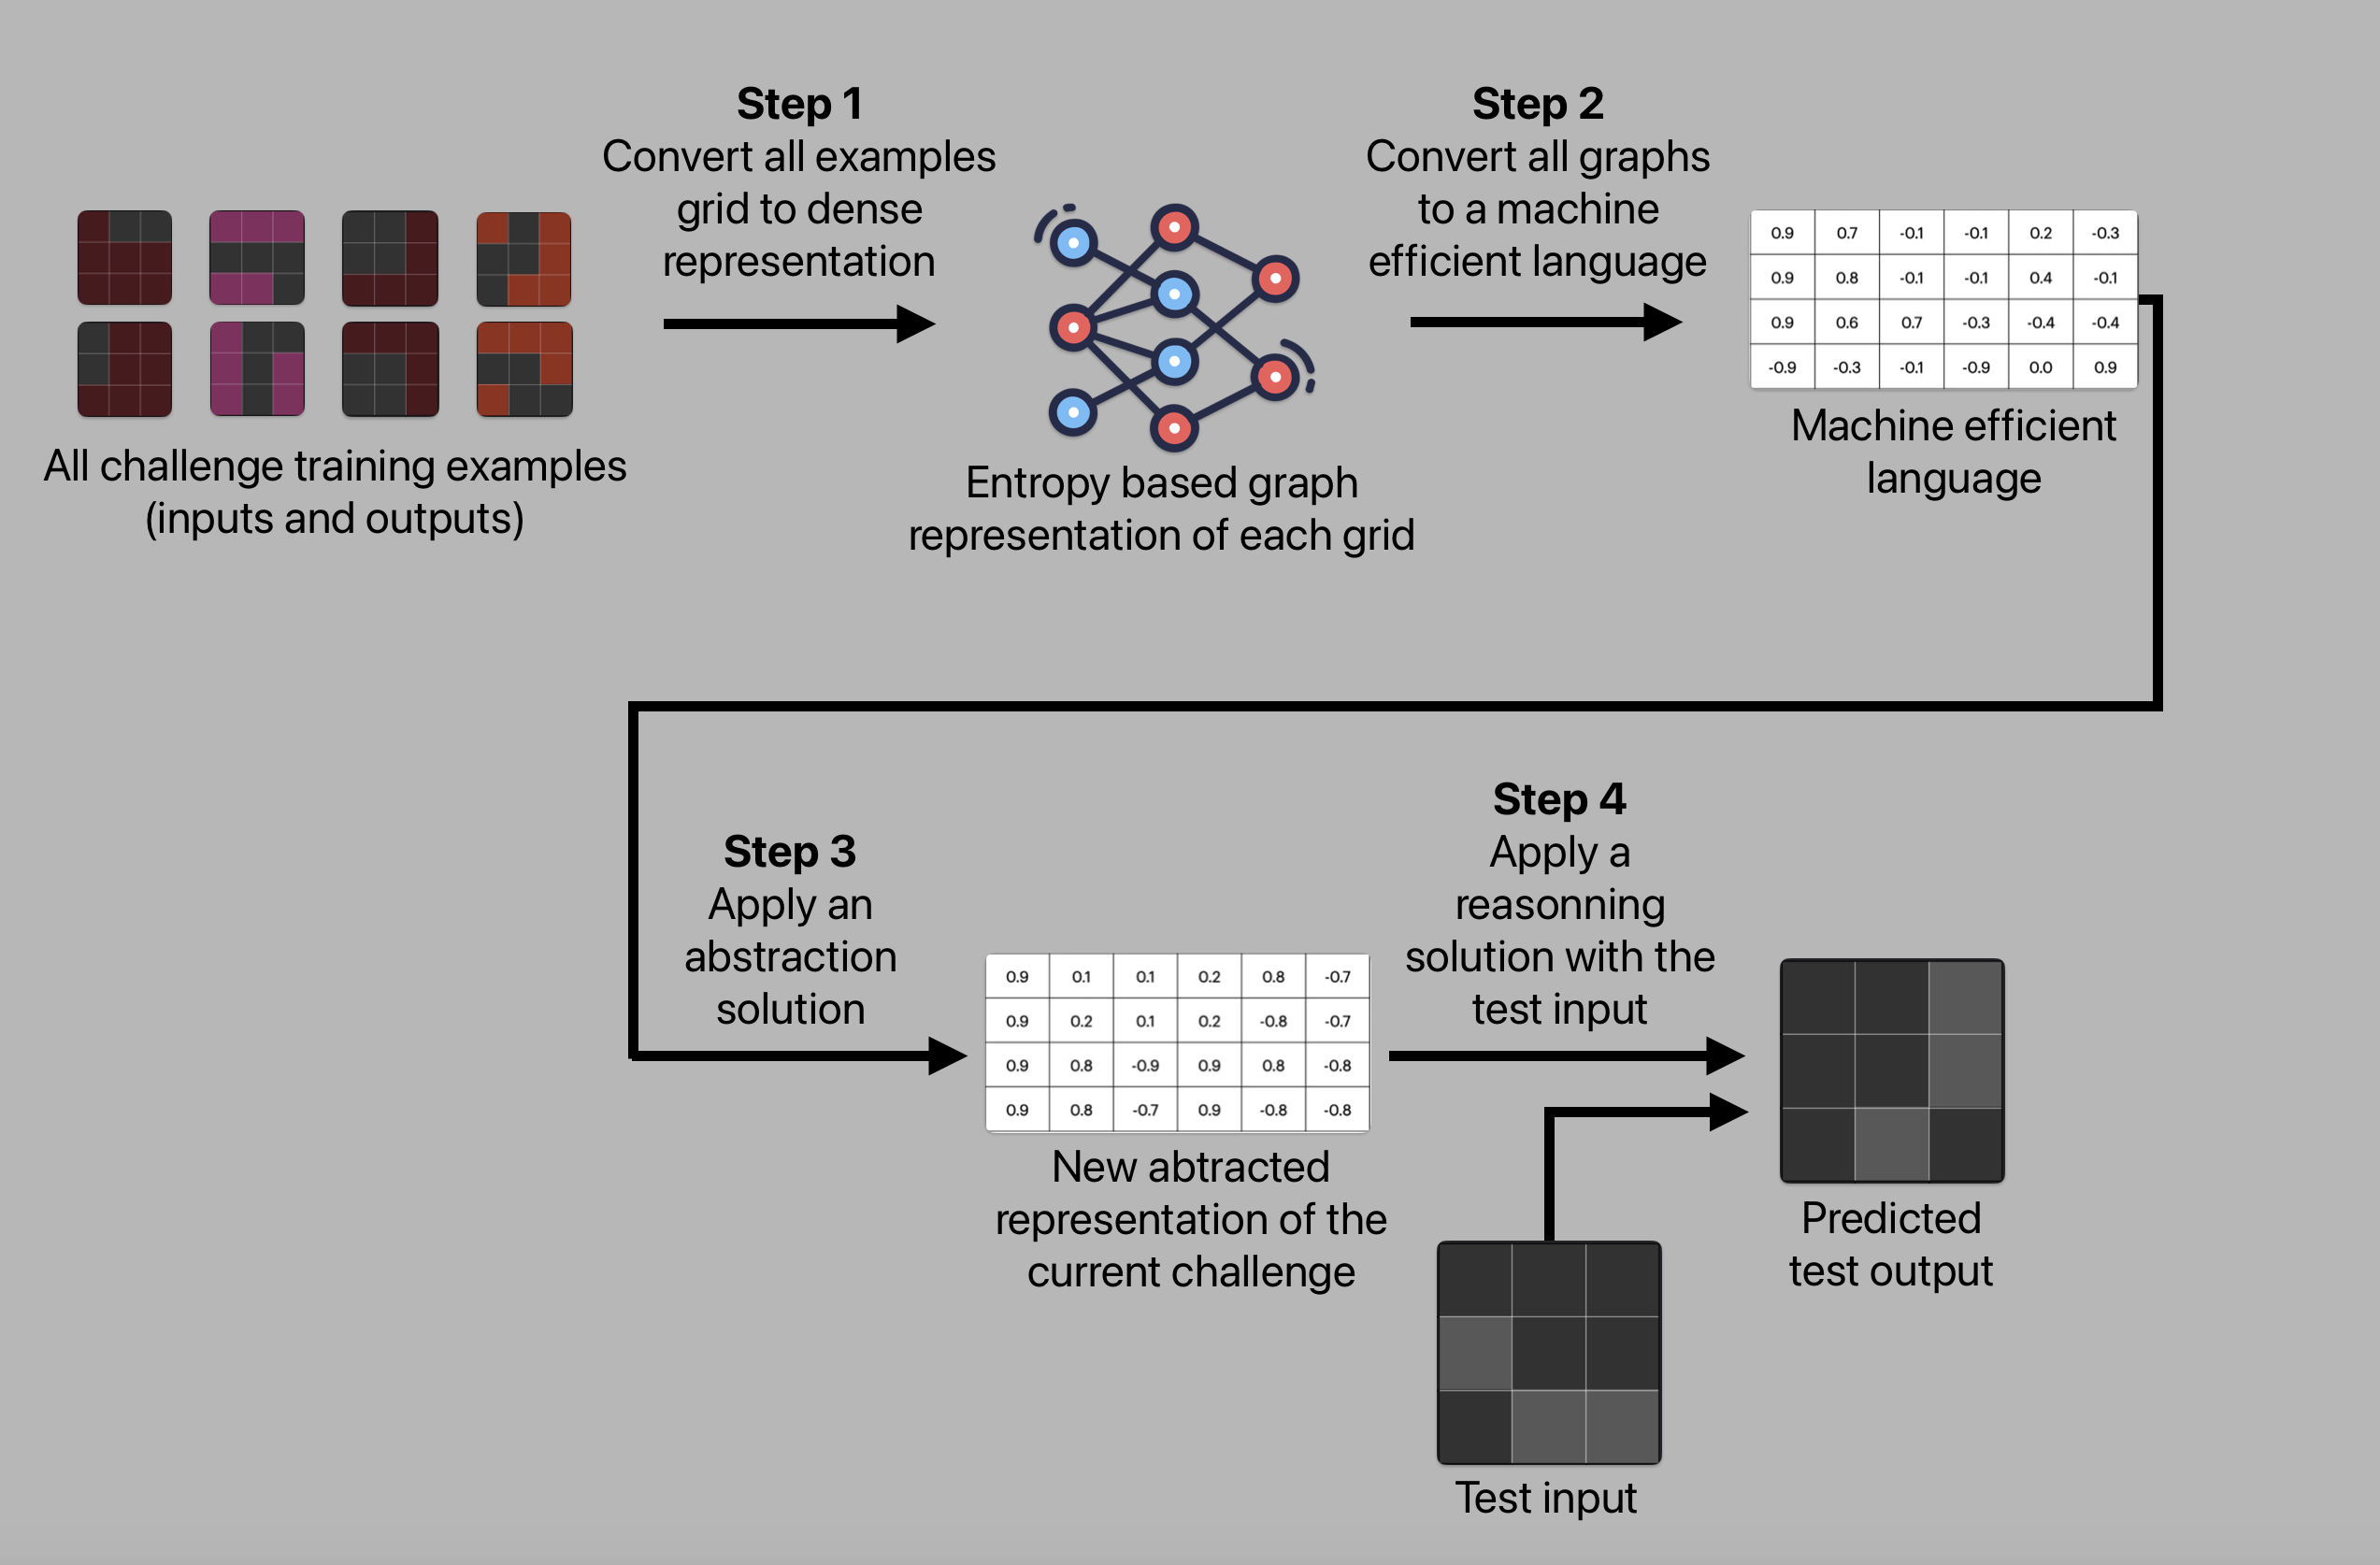 Step 1
Convert all examples
grid to dense
representation
Step 2
Convert all graphs
to a machine
efficient language
0.9 0.7 -0.1 -0.1 0.2 -0.3
0.9 0.8 -0.1 -0.1 0.4 -0.1
0.9 0.6 0.7 -0.3 -0.4 -0.4
-0.9 -0.3 -0.1 -0.9 0.0 0.9
All challenge training examples
(inputs and outputs)
Entropy based graph
representation of each grid
Machine efficient
language
Step 3
Apply an
abstraction
solution
0.9 0.1 0.1 0.2 0.8 -0.7
0.9 0.2 0.1 0.2 -0.8 -0.7
0.9 0.8 -0.9 0.9 0.8 -0.8
0.9 0.8 -0.7 0.9 -0.8 -0.8
New abtracted
representation of the
current challenge
Step 4
Apply a
reasonning
solution with the
test input
Predicted
test output
Test input